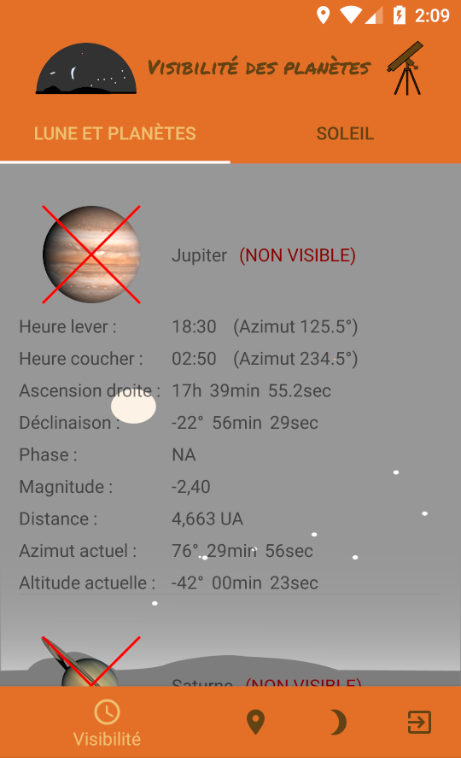 2:09
Visibilité des planètes
LUNE ET PLANÈTES SOLEIL
Jupiter (NON VISIBLE)
Heure lever : 18:30 (Azimut 125.5°)
Heure coucher : 02:50 (Azimut 234.5°)
Ascension droite : 17h 39min 55.2sec
Déclinaison : -22° 56min 29sec
Phase : NA
Magnitude : -2,40
Distance : 4,663 UA
Azimut actuel : 76° 29min 56sec
Altitude actuelle : -42° 00min 23sec
Saturne (NON VISIBLE)
Visibilité